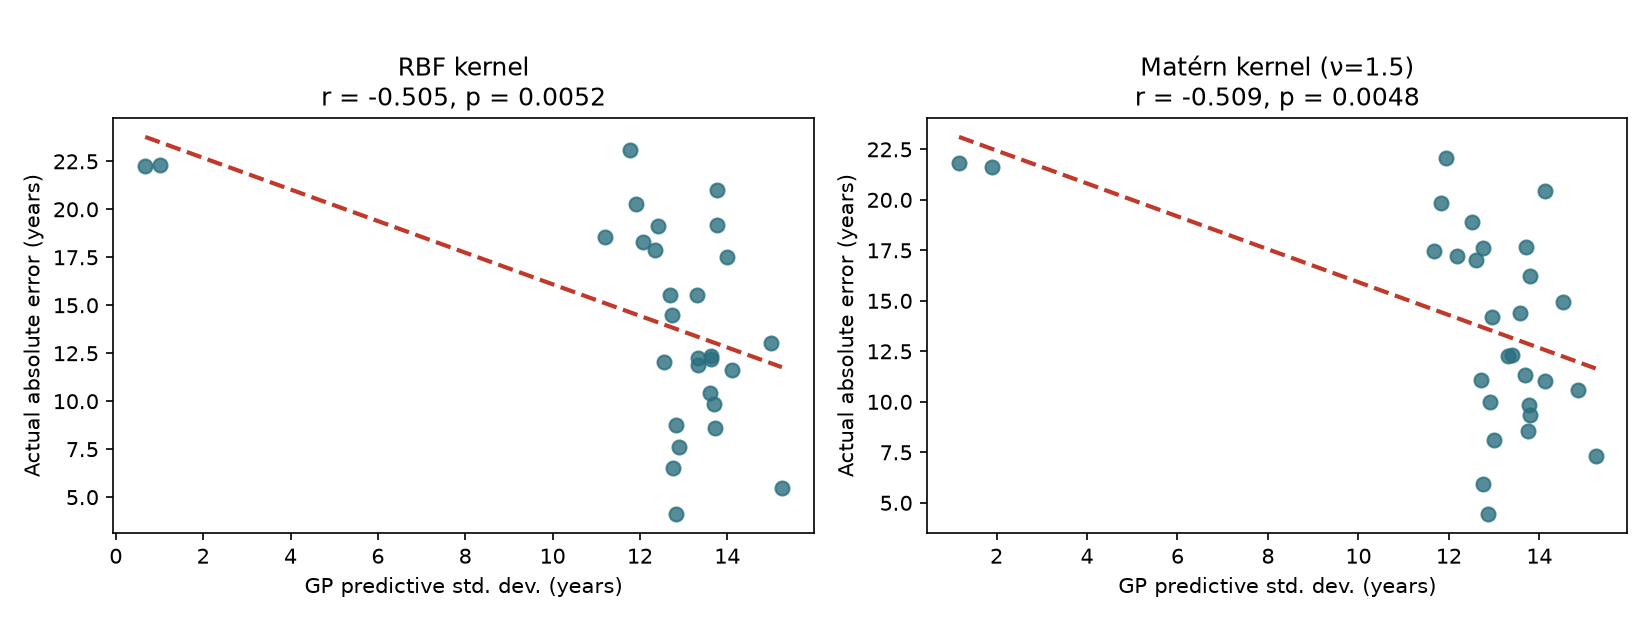 RBF kernel
r = -0.505, p = 0.0052
Actual absolute error (years)
22.5
20.0
17.5
15.0
12.5
10.0
7.5
5.0
0 2 4 6 8 10 12 14
GP predictive std. dev. (years)
Matérn kernel (ν=1.5)
r = -0.509, p = 0.0048
Actual absolute error (years)
22.5
20.0
17.5
15.0
12.5
10.0
7.5
5.0
2 4 6 8 10 12 14
GP predictive std. dev. (years)